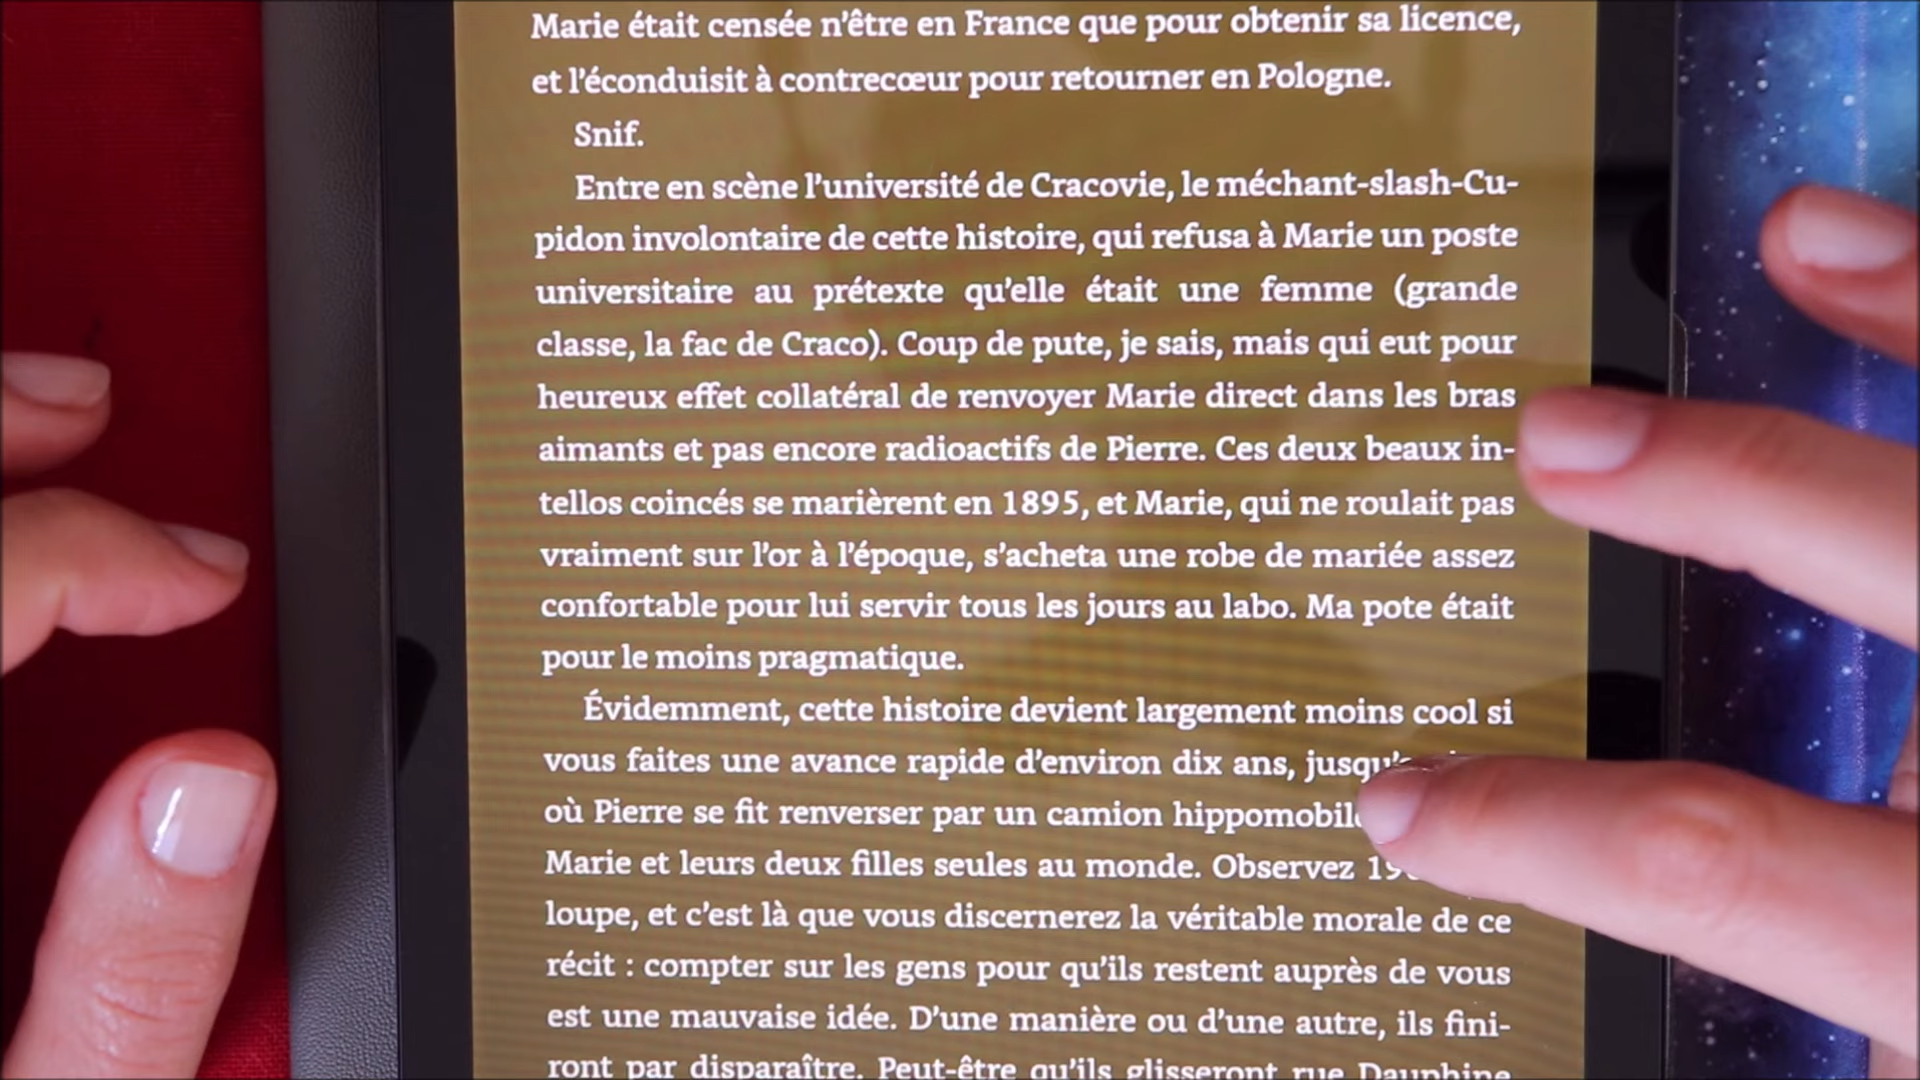 Marie était censée n’être en France que pour obtenir sa licence,
et l’éconduisit à contrecœur pour retourner en Pologne.
Snif.
Entre en scène l’université de Cracovie, le méchant-slash-Cu-
pidon involontaire de cette histoire, qui refusa à Marie un poste
universitaire au prétexte qu’elle était une femme (grande
classe, la fac de Craco). Coup de pute, je sais, mais qui eut pour
heureux effet collatéral de renvoyer Marie direct dans les bras
aimants et pas encore radioactifs de Pierre. Ces deux beaux in-
tellos coincés se marièrent en 1895, et Marie, qui ne roulait pas
vraiment sur l’or à l’époque, s’acheta une robe de mariée assez
confortable pour lui servir tous les jours au labo. Ma pote était
pour le moins pragmatique.
Évidemment, cette histoire devient largement moins cool si
vous faites une avance rapide d’environ dix ans,
où Pierre se fit renverser par un camion
Marie et leurs deux filles seules au monde. Observez
loupe, et c’est là que vous discernerez la véritable morale de ce
récit : compter sur les gens pour qu’ils restent auprès de vous
est une mauvaise idée. D’une manière ou d’une autre, ils fini-
ront par disparaître. Peut-être qu’ils glisseront rue Dauphine